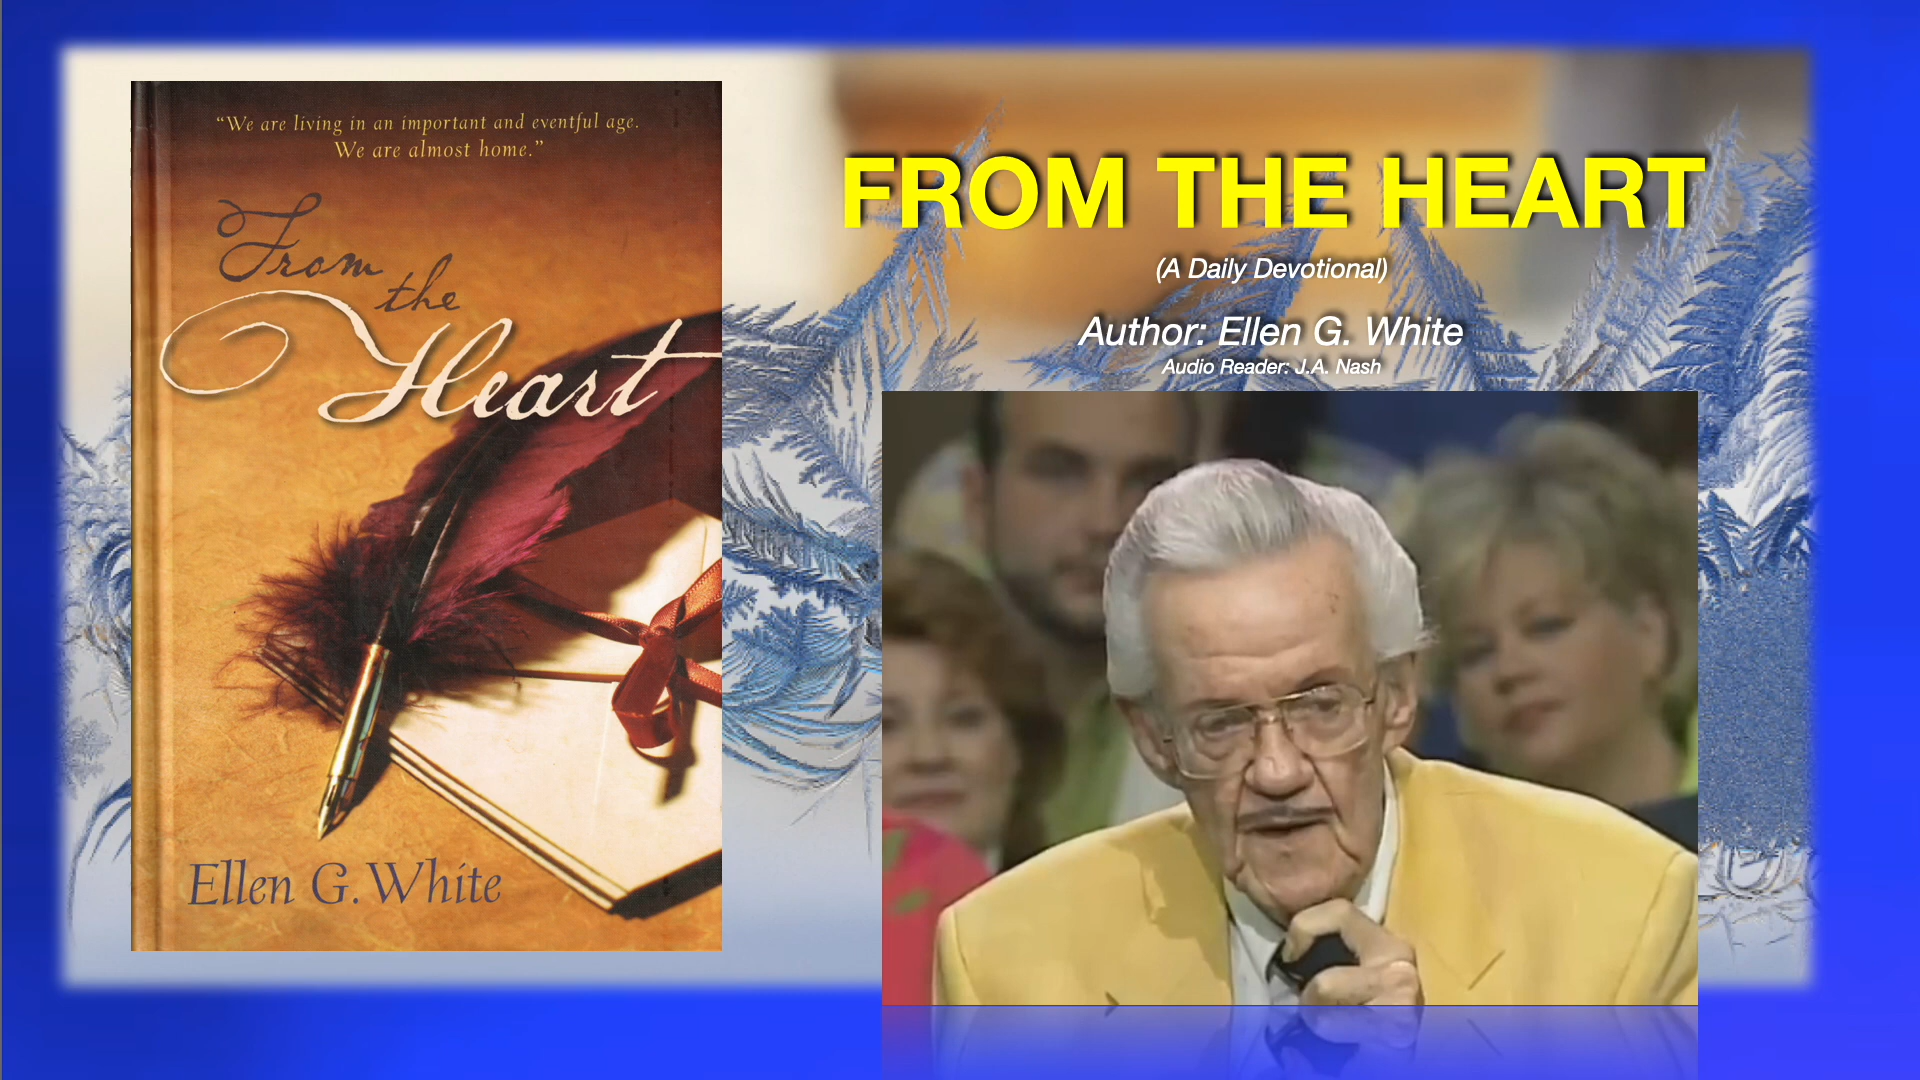 “We are living in an important and eventful age.
We are almost home.”
From
the
Heart
Ellen G. White
FROM THE HEART
(A Daily Devotional)
Author: Ellen G. White
Audio Reader: J.A. Nash